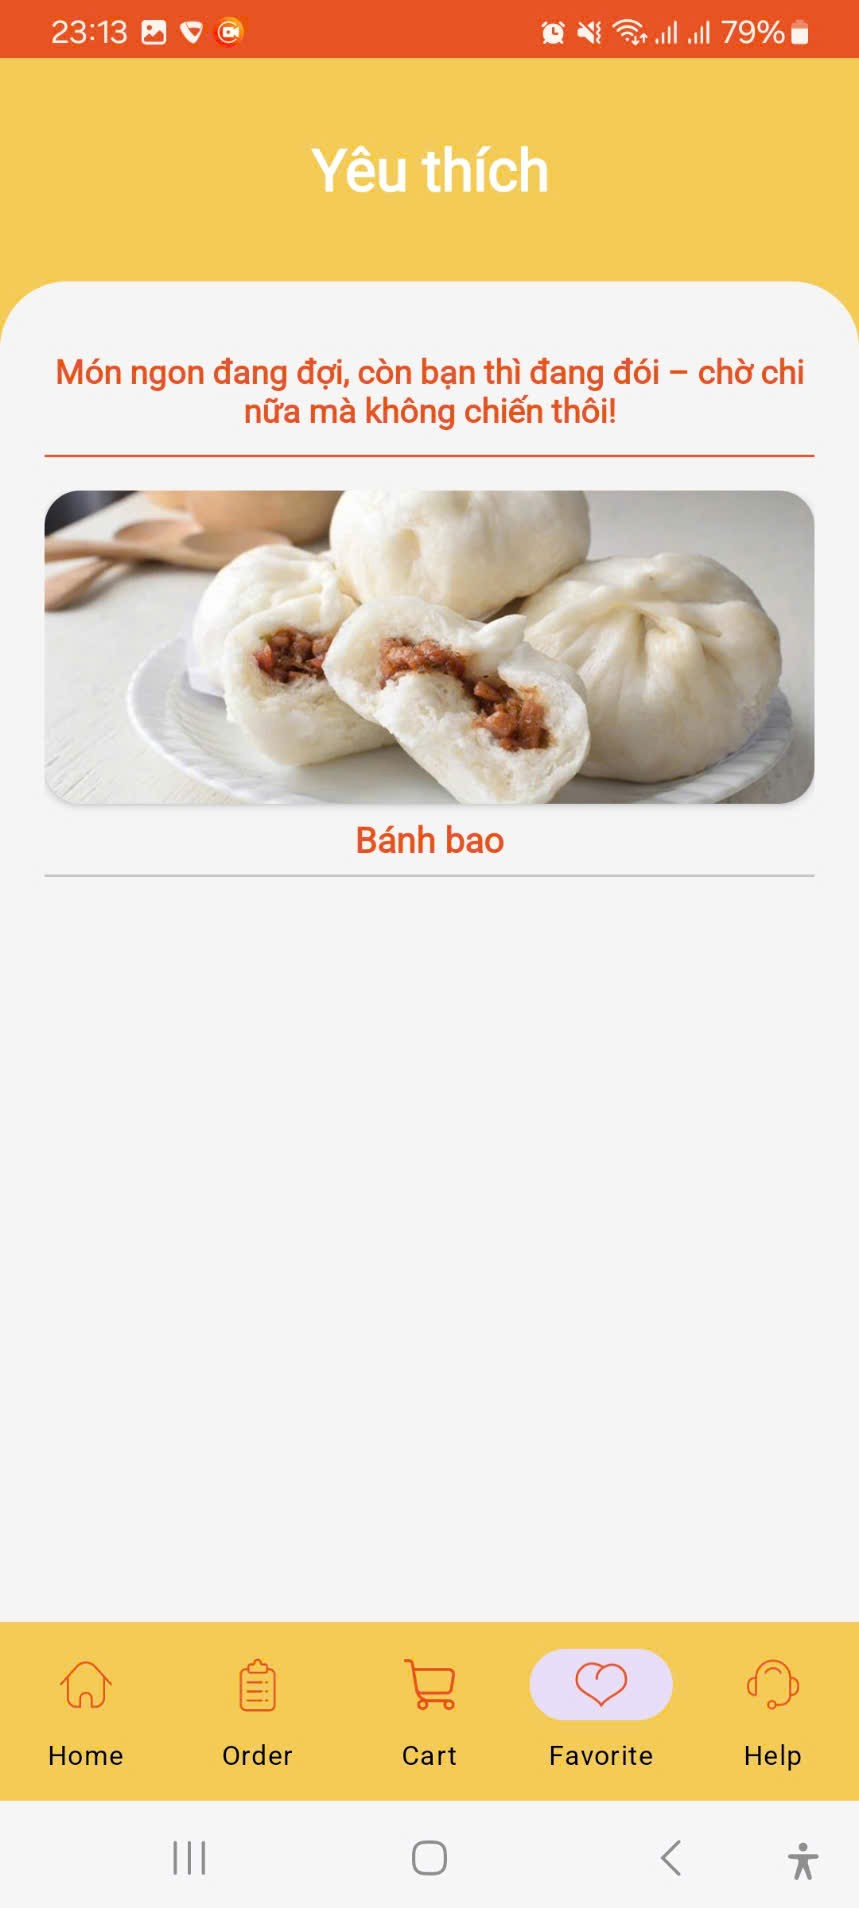 23:13 79%
Yêu thích
Món ngon đang đợi, còn bạn thì đang đói – chờ chi
nữa mà không chiến thôi!
Bánh bao
Home Order Cart Favorite Help